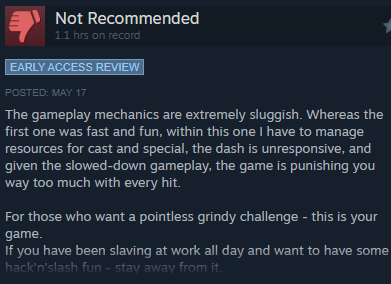 Not Recommended
1.1 hrs on record
EARLY ACCESS REVIEW
POSTED: MAY 17
The gameplay mechanics are extremely sluggish. Whereas the
first one was fast and fun, within this one I have to manage
resources for cast and special, the dash is unresponsive, and
given the slowed-down gameplay, the game is punishing you
way too much with every hit.
For those who want a pointless grindy challenge - this is your
game.
If you have been slaving at work all day and want to have some
hack'n'slash fun - stay away from it.